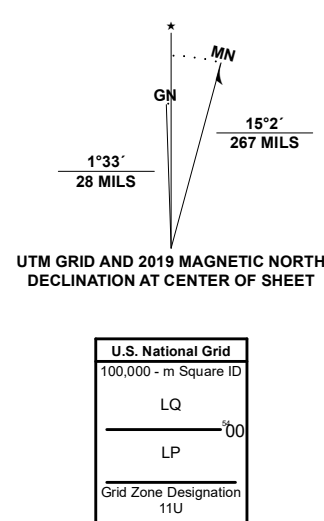 ★
MN
GN
15°2´
267 MILS
1°33´
28 MILS
UTM GRID AND 2019 MAGNETIC NORTH
DECLINATION AT CENTER OF SHEET
U.S. National Grid
100,000 - m Square ID
LQ
5400
LP
Grid Zone Designation
11U